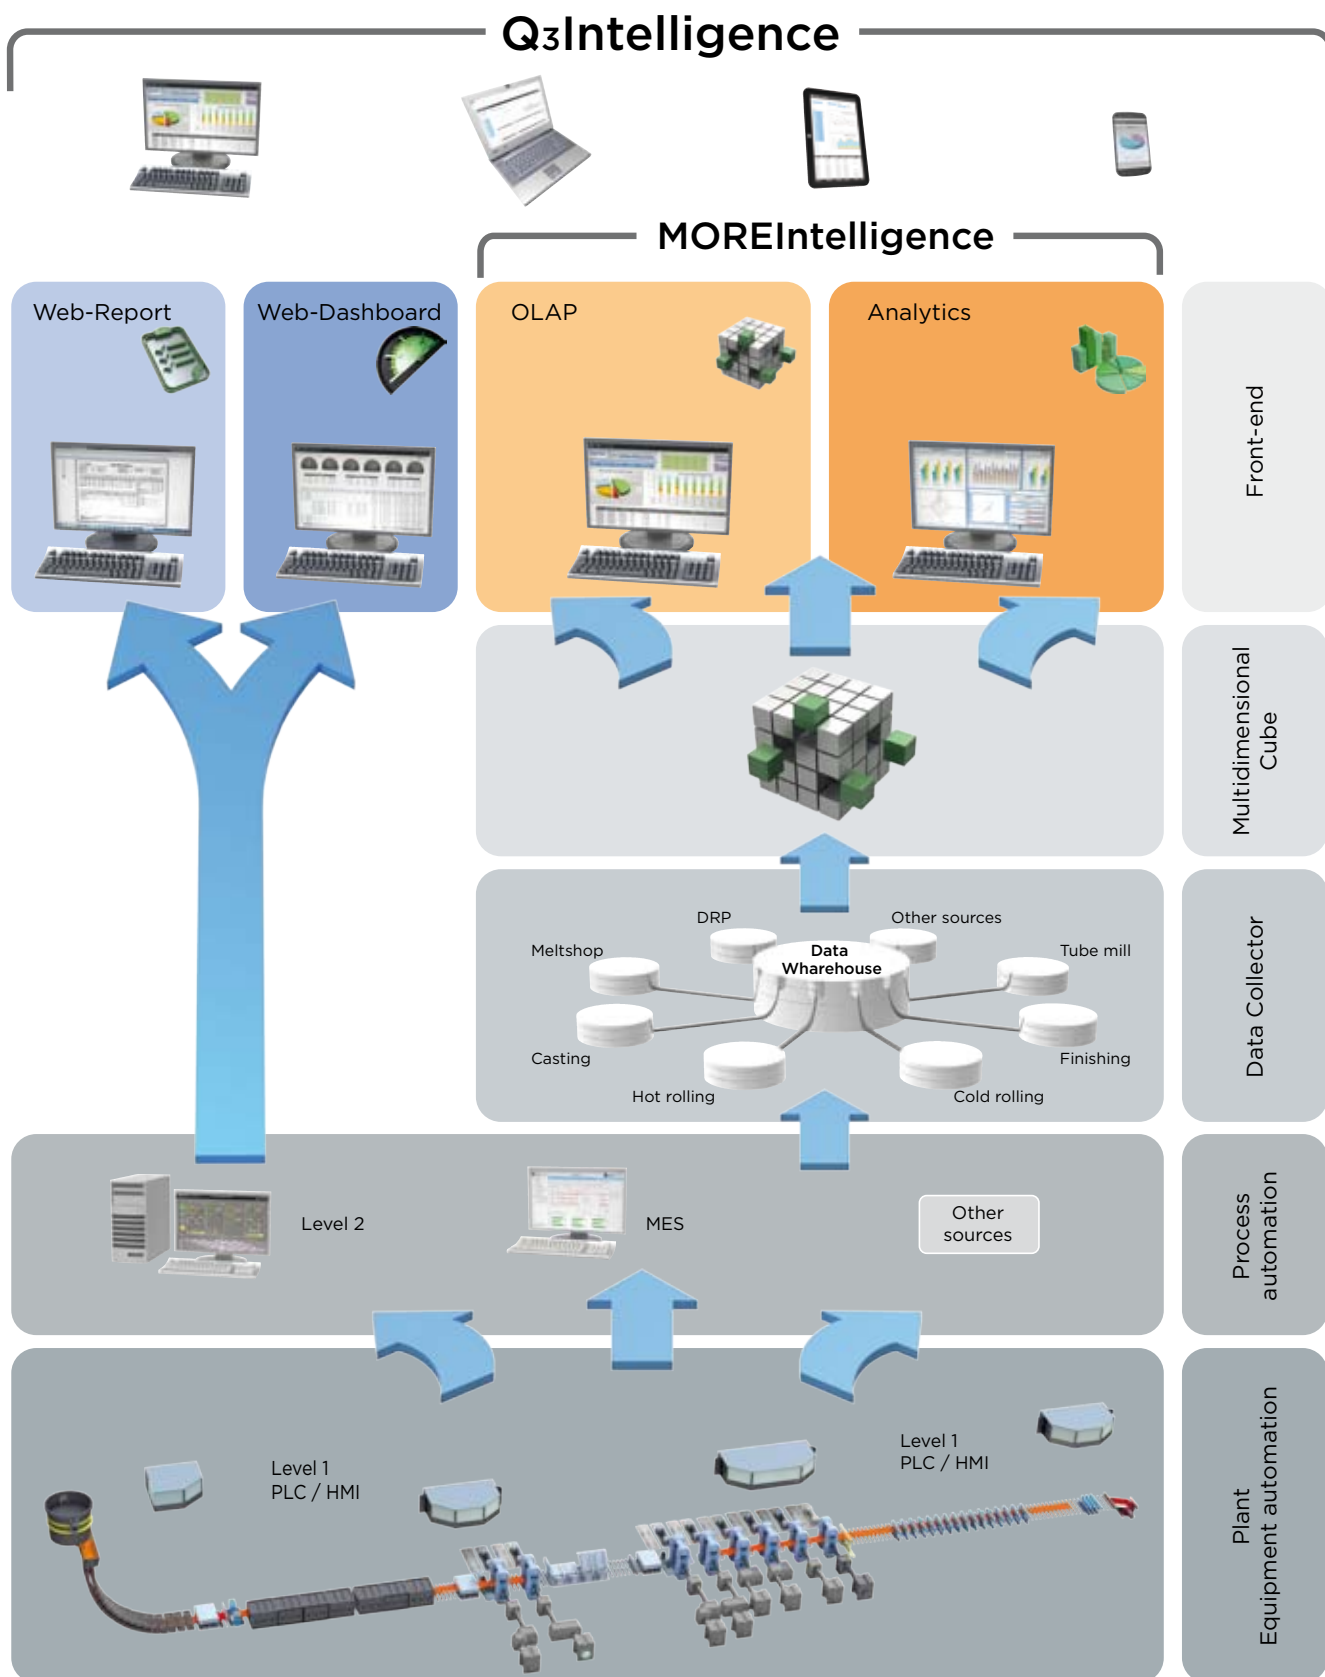 Q3Intelligence
MOREIntelligence
Web-Report
Web-Dashboard
OLAP
Analytics
Front-end
Multidimensional
Cube
DRP
Other sources
Meltshop
Data
Wharehouse
Tube mill
Casting
Finishing
Hot rolling
Cold rolling
Data Collector
Level 2
MES
Other
sources
Process
automation
Level 1
PLC / HMI
Level 1
PLC / HMI
Plant
Equipment automation